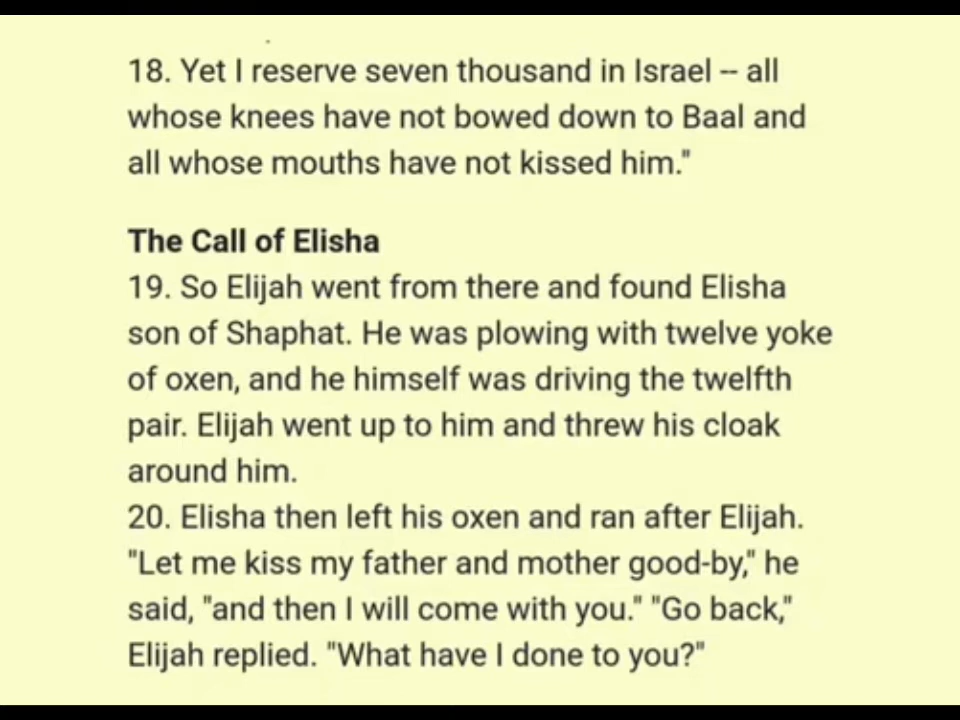 18. Yet I reserve seven thousand in Israel -- all
whose knees have not bowed down to Baal and
all whose mouths have not kissed him."
The Call of Elisha
19. So Elijah went from there and found Elisha
son of Shaphat. He was plowing with twelve yoke
of oxen, and he himself was driving the twelfth
pair. Elijah went up to him and threw his cloak
around him.
20. Elisha then left his oxen and ran after Elijah.
"Let me kiss my father and mother good-by," he
said, "and then I will come with you." "Go back,"
Elijah replied. "What have I done to you?"